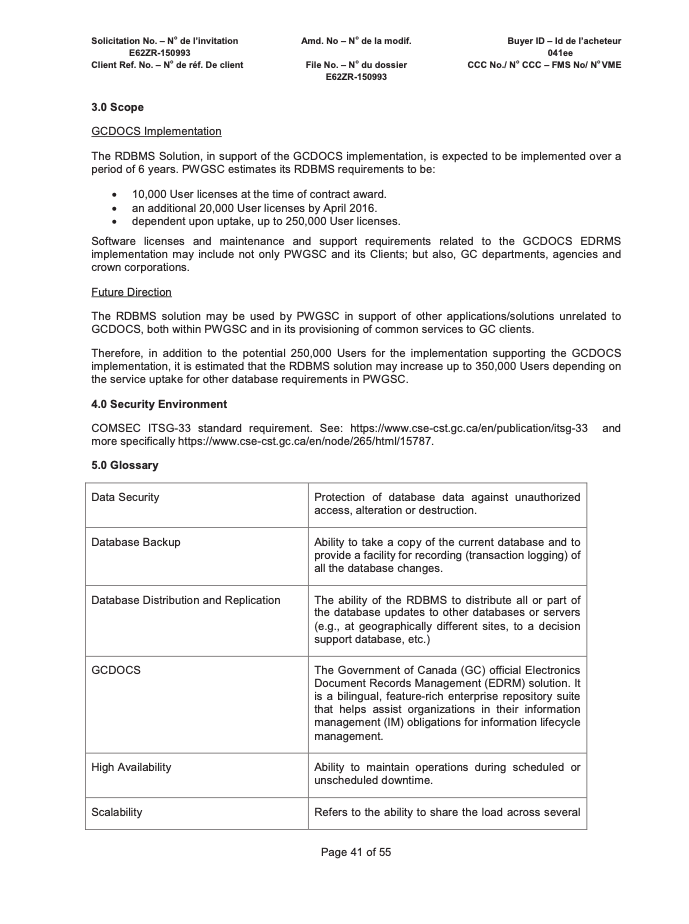 Solicitation No. – Nº de l'invitation
Amd. No – Nº de la modif.
Buyer ID – Id de l'acheteur
E62ZR-150993
041ee
Client Ref. No. – Nº de réf. De client
File No. – Nº du dossier
CCC No./ Nº CCC – FMS No/ NºVME
E62ZR-150993
3.0 Scope
GCDOCS Implementation
The RDBMS Solution, in support of the GCDOCS implementation, is expected to be implemented over a
period of 6 years. PWGSC estimates its RDBMS requirements to be:
• 10,000 User licenses at the time of contract award.
• an additional 20,000 User licenses by April 2016.
• dependent upon uptake, up to 250,000 User licenses.
Software licenses and maintenance and support requirements related to the GCDOCS EDRMS
implementation may include not only PWGSC and its Clients; but also, GC departments, agencies and
crown corporations.
Future Direction
The RDBMS solution may be used by PWGSC in support of other applications/solutions unrelated to
GCDOCS, both within PWGSC and in its provisioning of common services to GC clients.
Therefore, in addition to the potential 250,000 Users for the implementation supporting the GCDOCS
implementation, it is estimated that the RDBMS solution may increase up to 350,000 Users depending on
the service uptake for other database requirements in PWGSC.
4.0 Security Environment
COMSEC ITSG-33 standard requirement. See: https://www.cse-cst.gc.ca/en/publication/itsg-33 and
more specifically https://www.cse-cst.gc.ca/en/node/265/html/15787.
5.0 Glossary
Data Security
Protection of database data against unauthorized
access, alteration or destruction.
Database Backup
Ability to take a copy of the current database and to
provide a facility for recording (transaction logging) of
all the database changes.
Database Distribution and Replication
The ability of the RDBMS to distribute all or part of
the database updates to other databases or servers
(e.g., at geographically different sites, to a decision
support database, etc.)
GCDOCS
The Government of Canada (GC) official Electronics
Document Records Management (EDRM) solution. It
is a bilingual, feature-rich enterprise repository suite
that helps assist organizations in their information
management (IM) obligations for information lifecycle
management.
High Availability
Ability to maintain operations during scheduled or
unscheduled downtime.
Scalability
Refers to the ability to share the load across several
Page 41 of 55